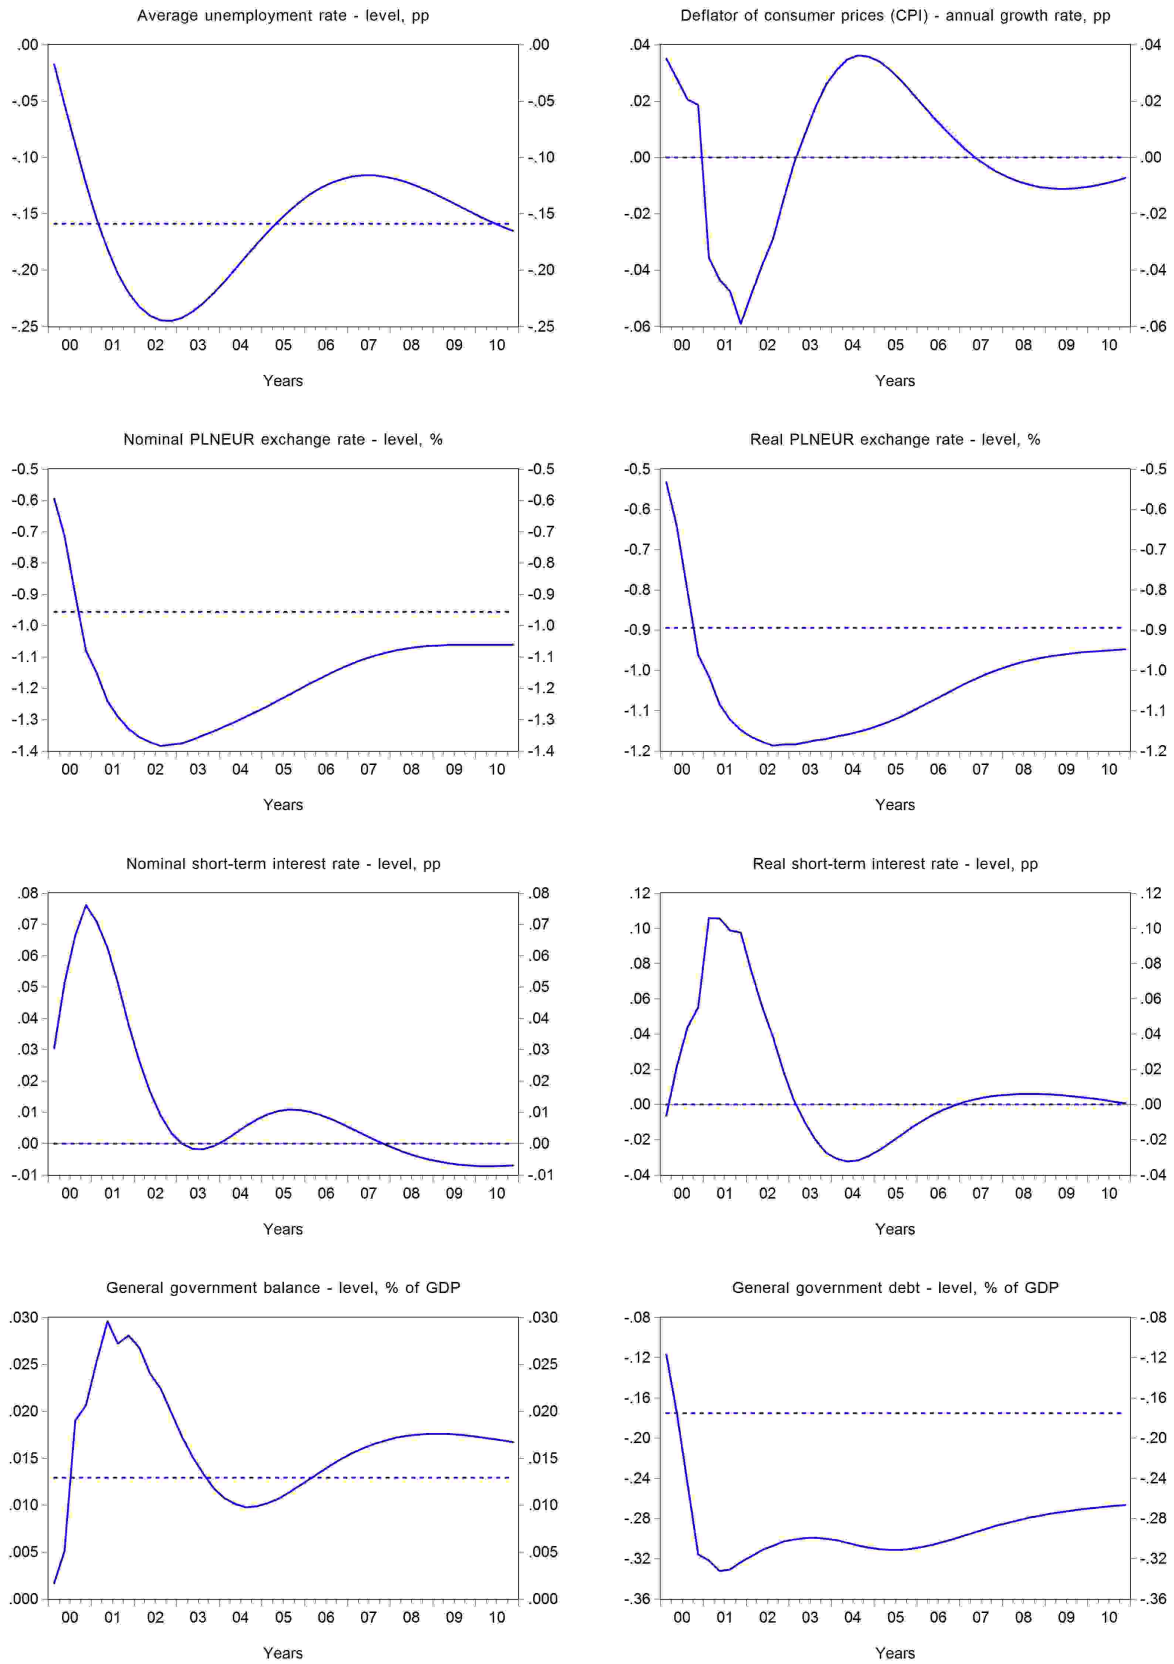 Average unemployment rate - level, pp
Deflator of consumer prices (CPI) - annual growth rate, pp
.00 .00 .04 .04
-.05 -.05 .02 .02
-.10 -.10 .00 .00
-.15 -.15 -.02 -.02
-.20 -.20 -.04 -.04
-.25 -.25 -.06 -.06
00 01 02 03 04 05 06 07 08 09 10
00 01 02 03 04 05 06 07 08 09 10
Years
Years
Nominal PLNEUR exchange rate - level, %
Real PLNEUR exchange rate - level, %
-0.5 -0.5 -0.5 -0.5
-0.6 -0.6 -0.6 -0.6
-0.7 -0.7 -0.7 -0.7
-0.8 -0.8 -0.8 -0.8
-0.9 -0.9 -0.9 -0.9
-1.0 -1.0 -1.0 -1.0
-1.1 -1.1 -1.1 -1.1
-1.2 -1.2 -1.2 -1.2
-1.3 -1.3
-1.4 -1.4
00 01 02 03 04 05 06 07 08 09 10
00 01 02 03 04 05 06 07 08 09 10
Years
Years
Nominal short-term interest rate - level, pp
Real short-term interest rate - level, pp
.08 .08 .12 .12
.07 .07 .10 .10
.06 .06 .08 .08
.05 .05 .06 .06
.04 .04 .04 .04
.03 .03 .02 .02
.02 .02 .00 .00
.01 .01 -.02 -.02
.00 .00 -.04 -.04
-.01 -.01
00 01 02 03 04 05 06 07 08 09 10
00 01 02 03 04 05 06 07 08 09 10
Years
Years
General government balance - level, % of GDP
General government debt - level, % of GDP
.030 .030 -.08 -.08
.025 .025 -.12 -.12
.020 .020 -.16 -.16
.015 .015 -.20 -.20
.010 .010 -.24 -.24
.005 .005 -.28 -.28
.000 .000 -.32 -.32
-.36 -.36
00 01 02 03 04 05 06 07 08 09 10
00 01 02 03 04 05 06 07 08 09 10
Years
Years